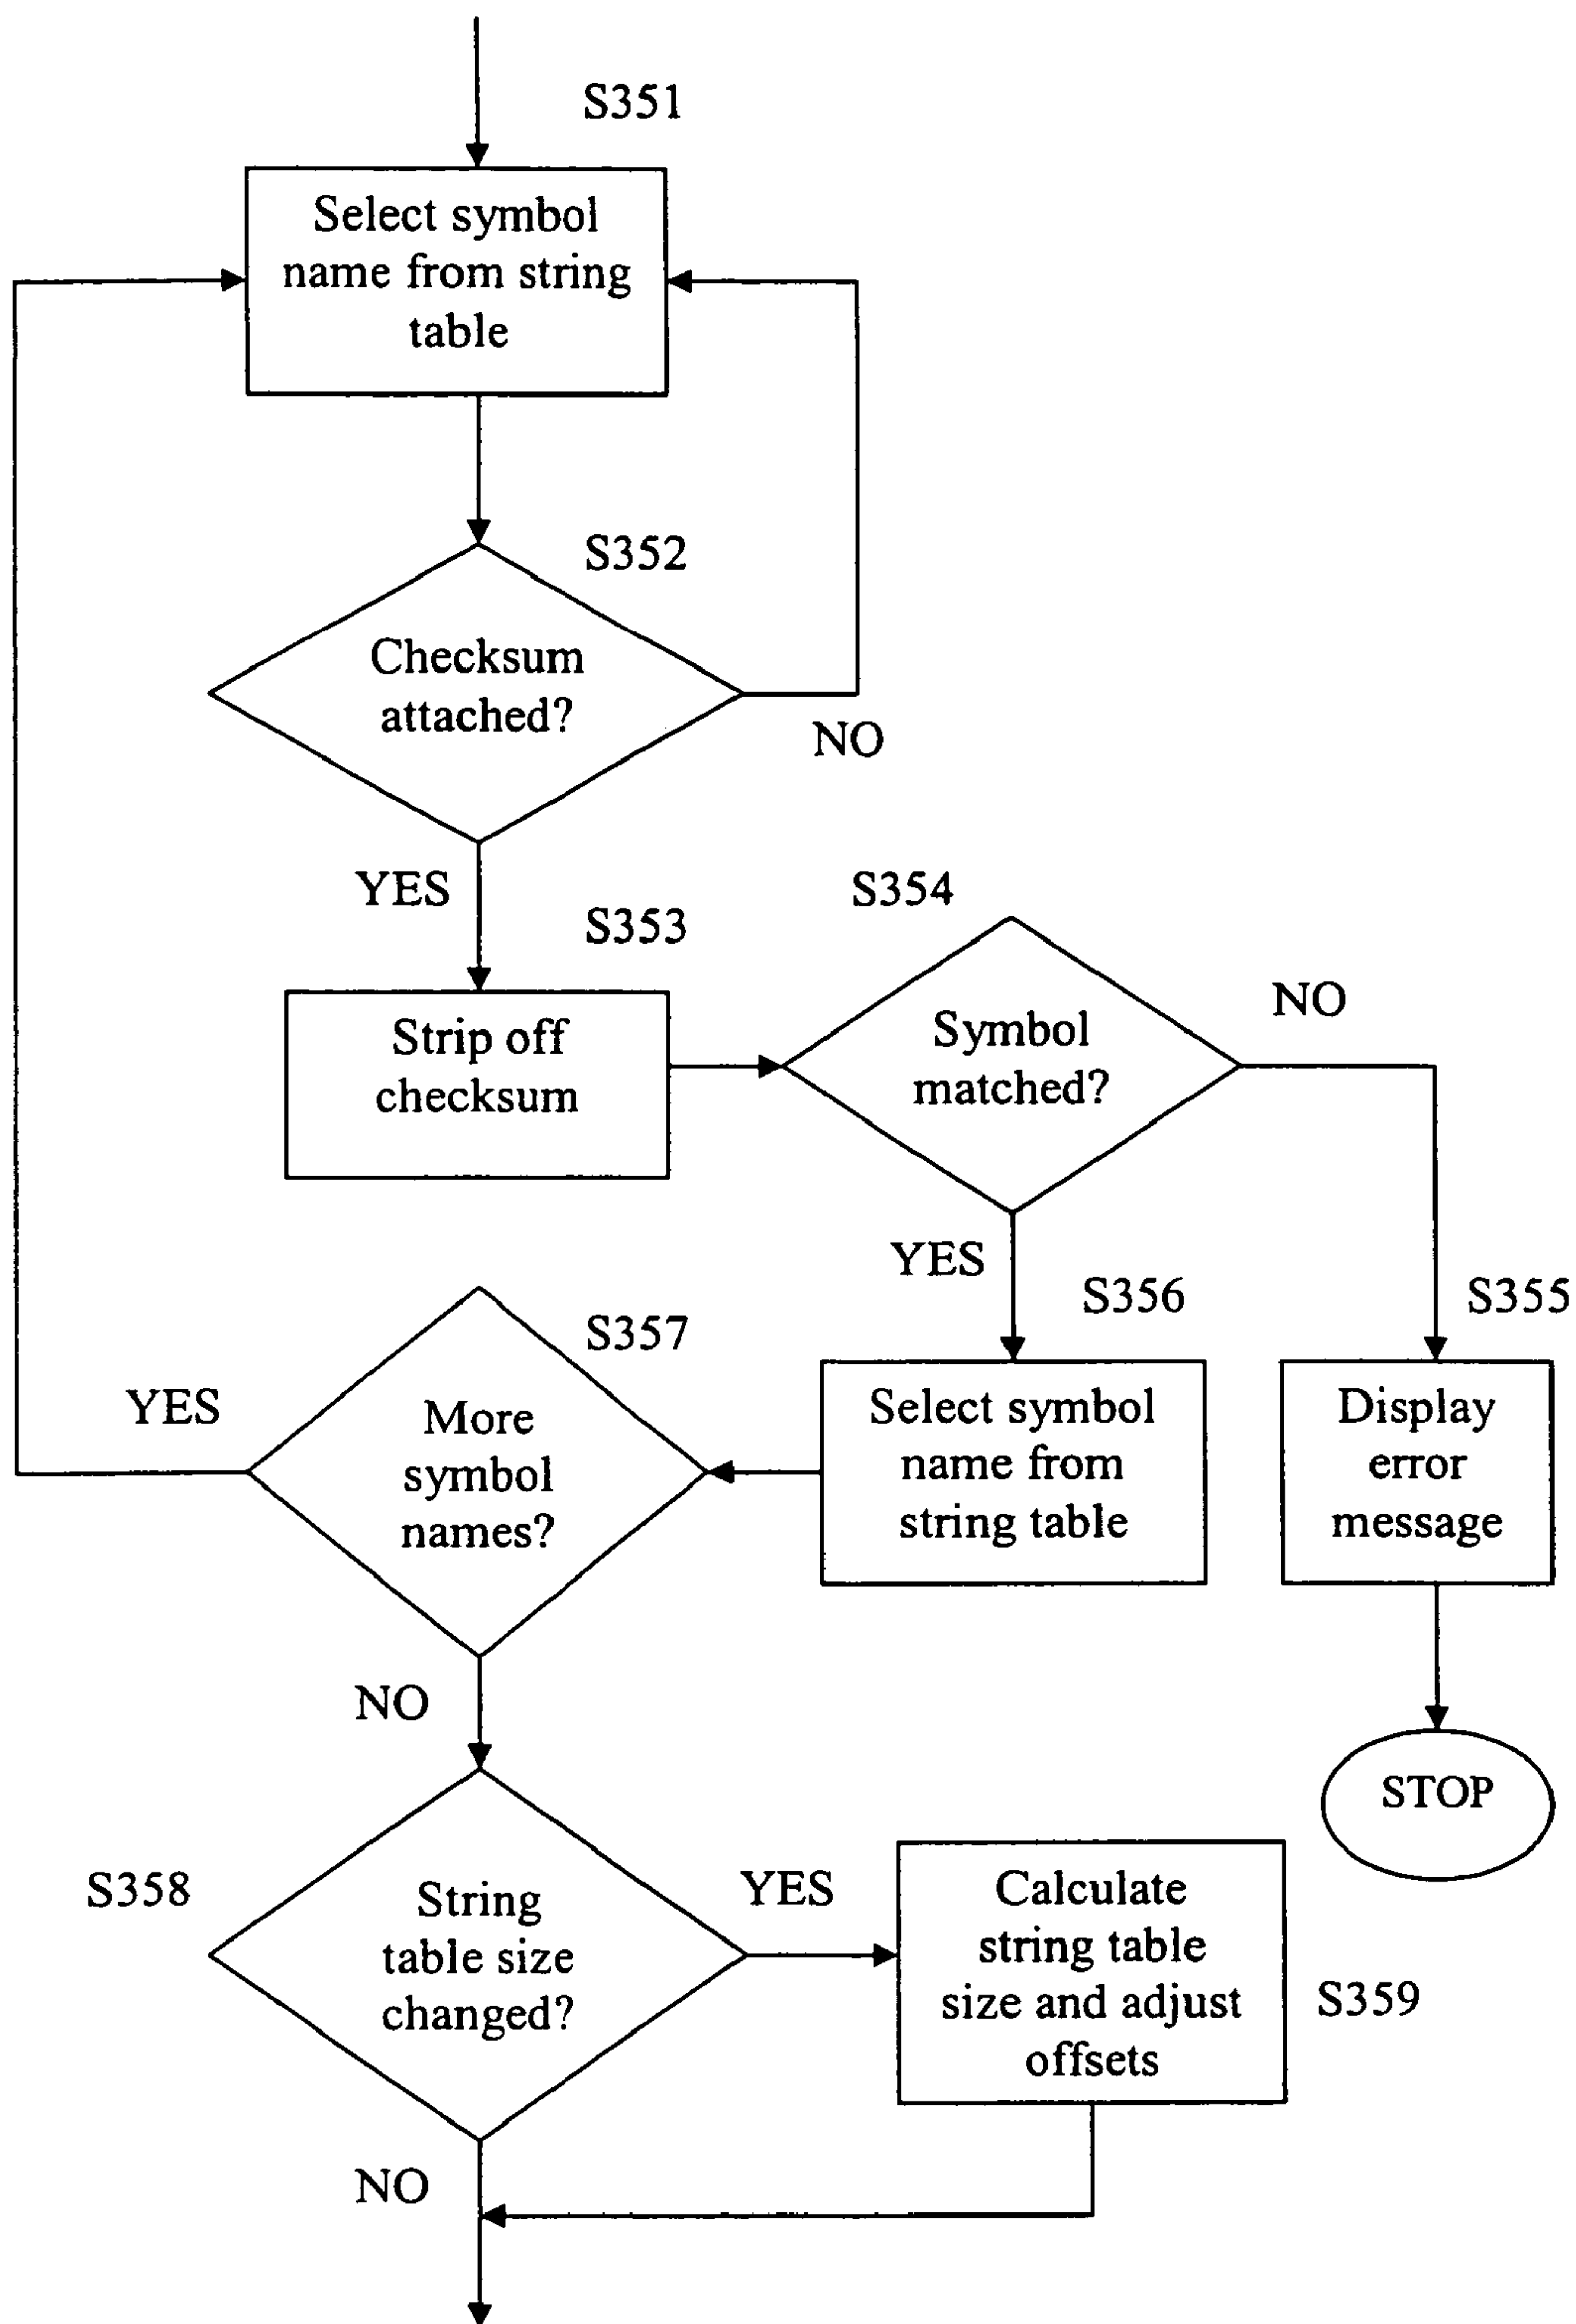 S351
Select symbol
name from string
table
S352
Checksum
attached?
NO
YES
S353
Strip off
checksum
S354
Symbol
matched?
NO
YES
S356
Select symbol
name from
string table
S355
Display
error
message
STOP
S357
More
symbol
names?
YES
NO
S358
String
table size
changed?
YES
Calculate
string table
size and adjust
offsets
S359
NO